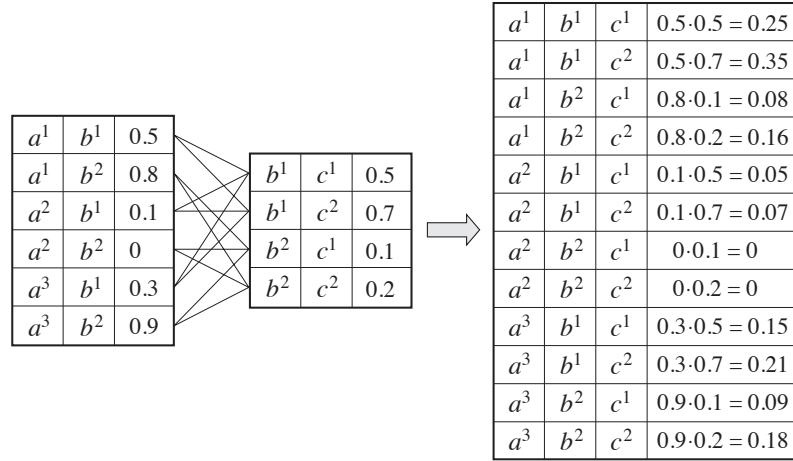 a¹ b¹ 0.5
a¹ b² 0.8
a² b¹ 0.1
a² b² 0
a³ b¹ 0.3
a³ b² 0.9
b¹ c¹ 0.5
b¹ c² 0.7
b² c¹ 0.1
b² c² 0.2
a¹ b¹ c¹ 0.5·0.5 = 0.25
a¹ b¹ c² 0.5·0.7 = 0.35
a¹ b² c¹ 0.8·0.1 = 0.08
a¹ b² c² 0.8·0.2 = 0.16
a² b¹ c¹ 0.1·0.5 = 0.05
a² b¹ c² 0.1·0.7 = 0.07
a² b² c¹ 0·0.1 = 0
a² b² c² 0·0.2 = 0
a³ b¹ c¹ 0.3·0.5 = 0.15
a³ b¹ c² 0.3·0.7 = 0.21
a³ b² c¹ 0.9·0.1 = 0.09
a³ b² c² 0.9·0.2 = 0.18